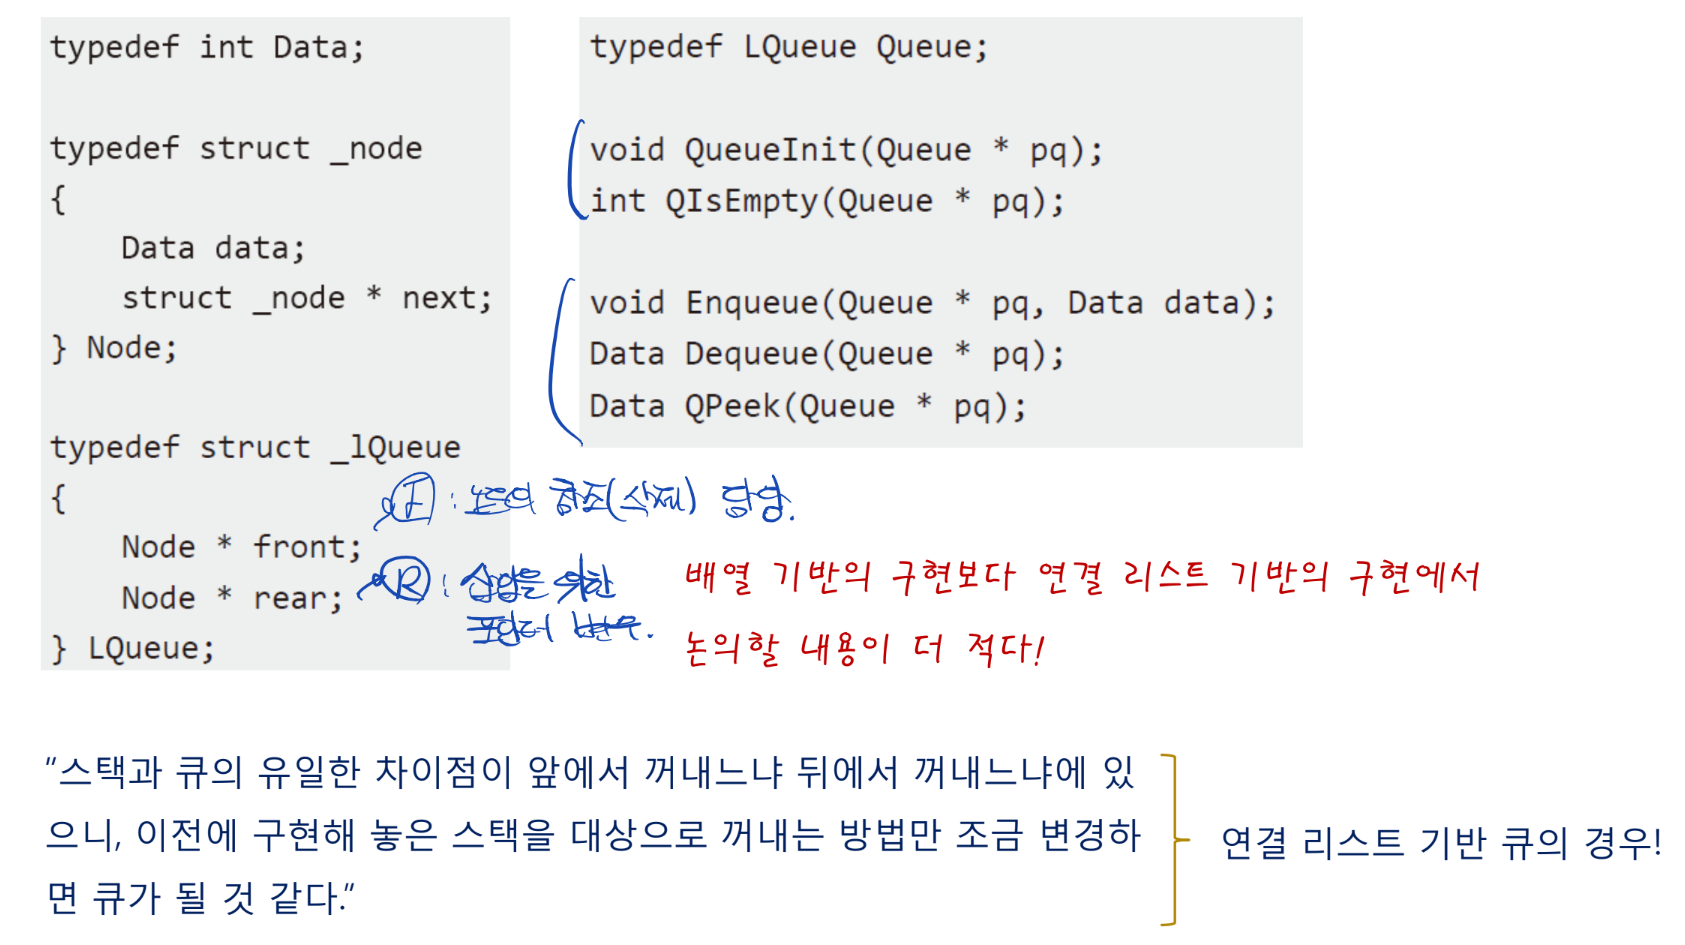 typedef int Data;
typedef struct _node
{
Data data;
struct _node * next;
} Node;
typedef struct _lQueue
{
Node * front;
Node * rear;
} LQueue;
typedef LQueue Queue;
void QueueInit(Queue * pq);
int QIsEmpty(Queue * pq);
void Enqueue(Queue * pq, Data data);
Data Dequeue(Queue * pq);
Data QPeek(Queue * pq);
F : 노드의 참조(삭제) 담당.
R : 삽입을 위한
포인터 변수.
배열 기반의 구현보다 연결 리스트 기반의 구현에서
논의할 내용이 더 적다!
"스택과 큐의 유일한 차이점이 앞에서 꺼내느냐 뒤에서 꺼내느냐에 있
으니, 이전에 구현해 놓은 스택을 대상으로 꺼내는 방법만 조금 변경하
면 큐가 될 것 같다."
연결 리스트 기반 큐의 경우!